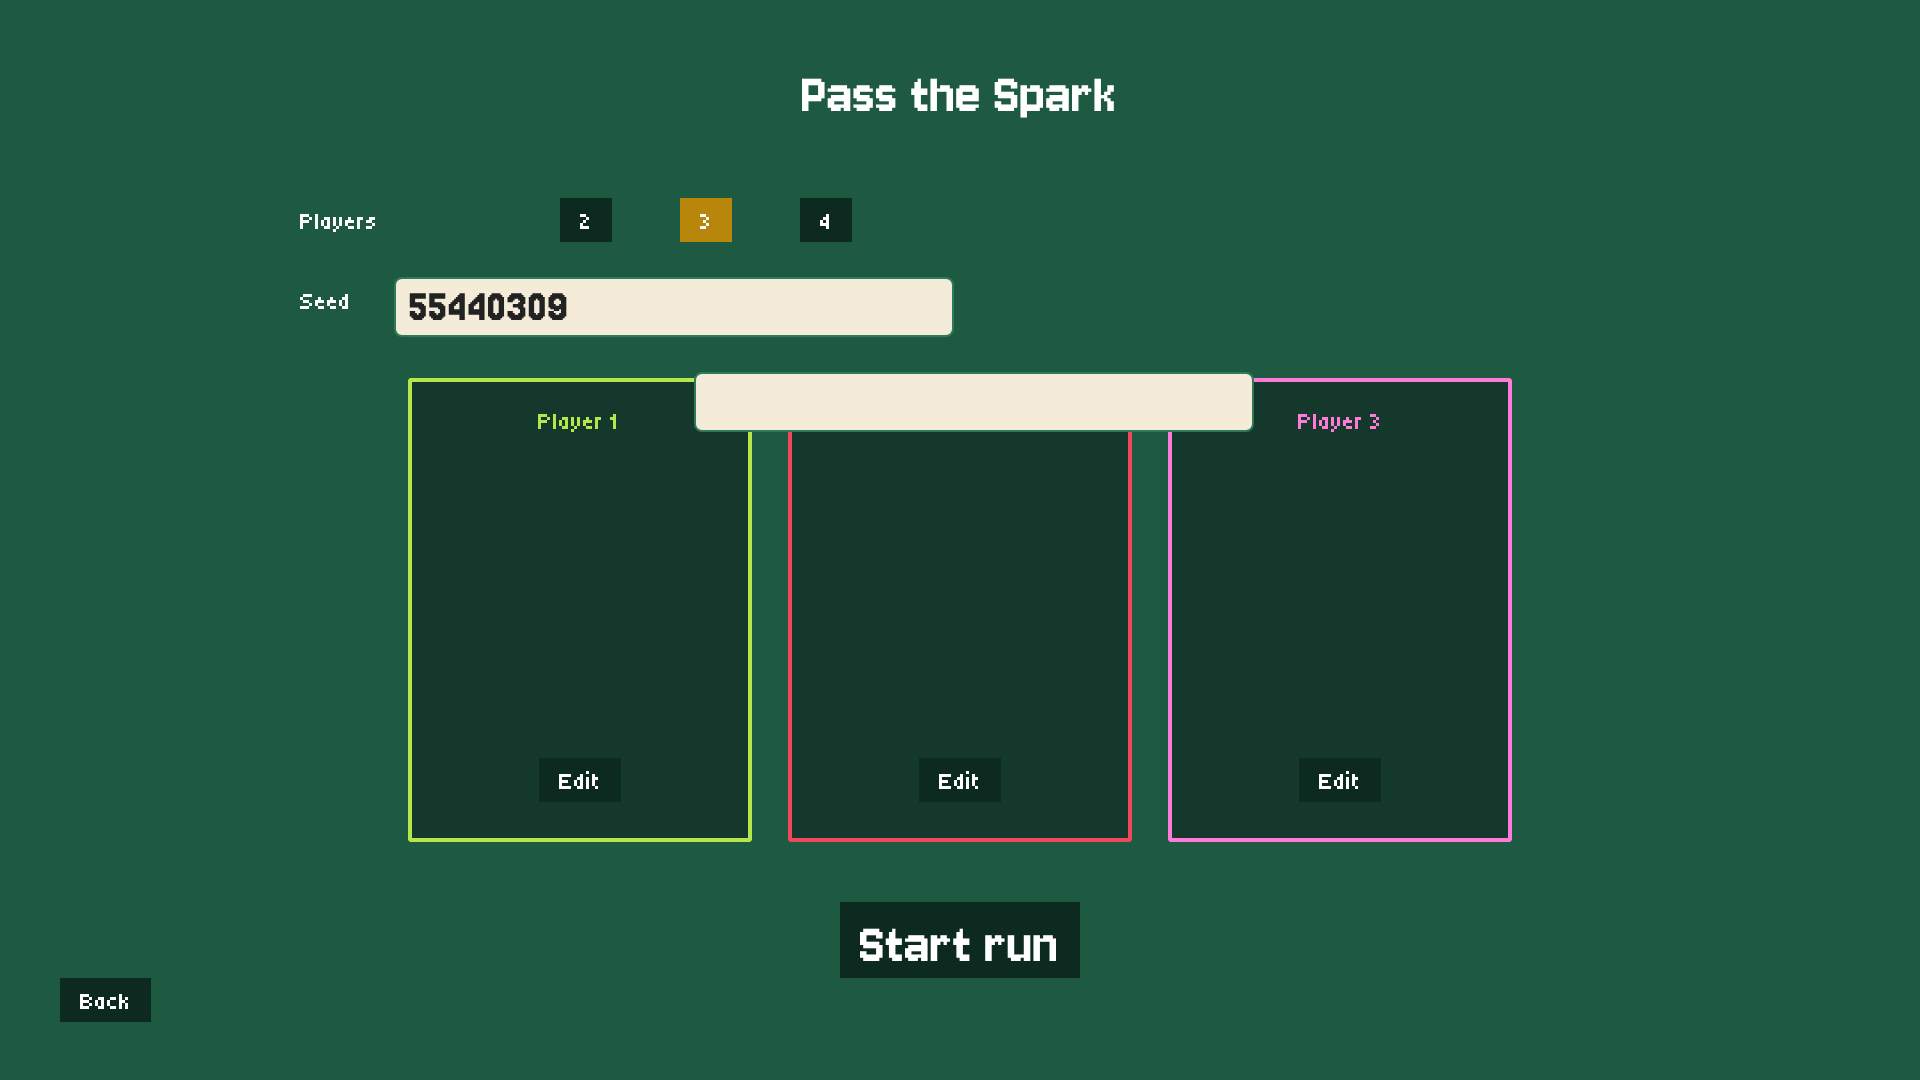 Pass the Spark
Players 2 3 4
Seed 55440309
Player 1 Player 3
Edit Edit Edit
Start run
Back